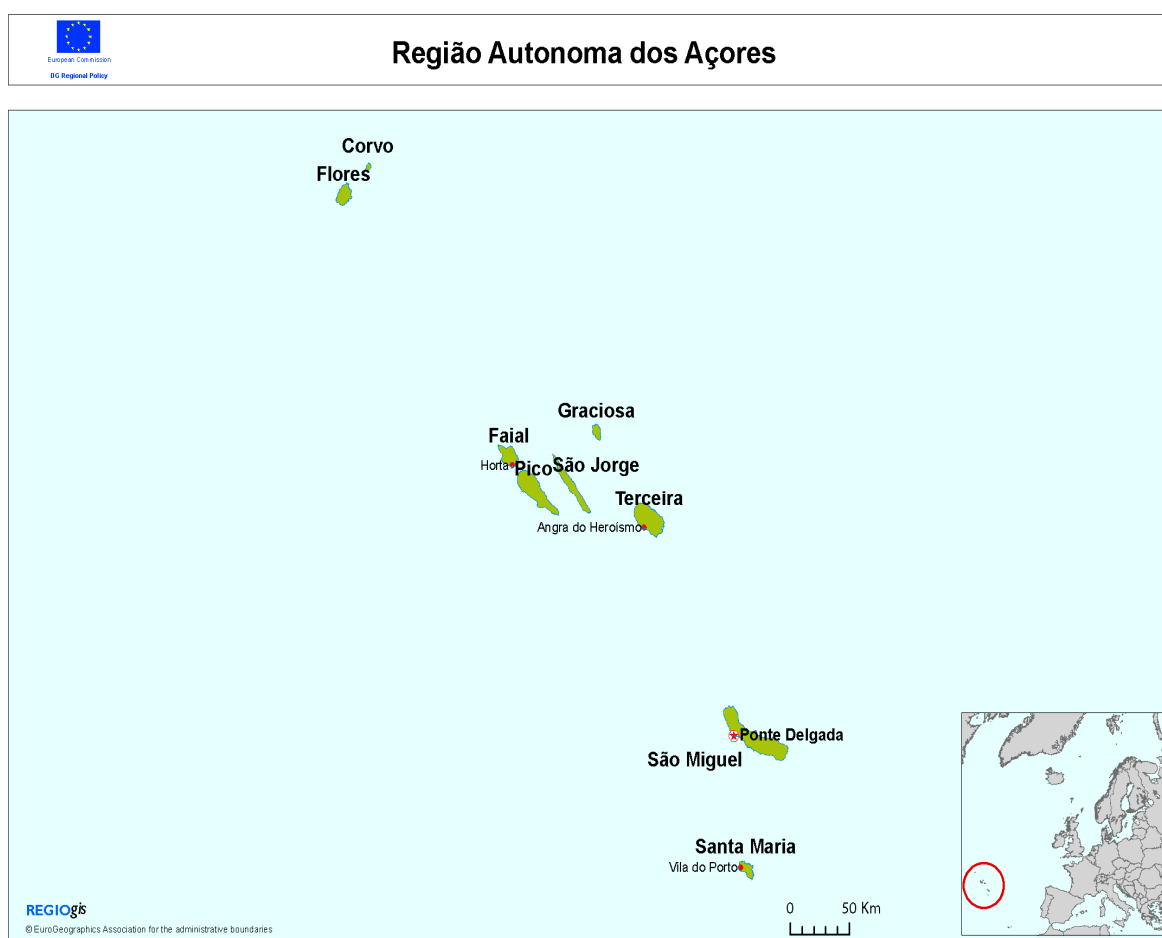 European Commission
DG Regional Policy
Região Autonoma dos Açores
Corvo
Flores
Graciosa
Faial
Horta
Pico
São Jorge
Terceira
Angra do Heroísmo
Ponte Delgada
São Miguel
Santa Maria
Vila do Porto
0 50 Km
REGIOgis
© EuroGeographics Association for the administrative boundaries